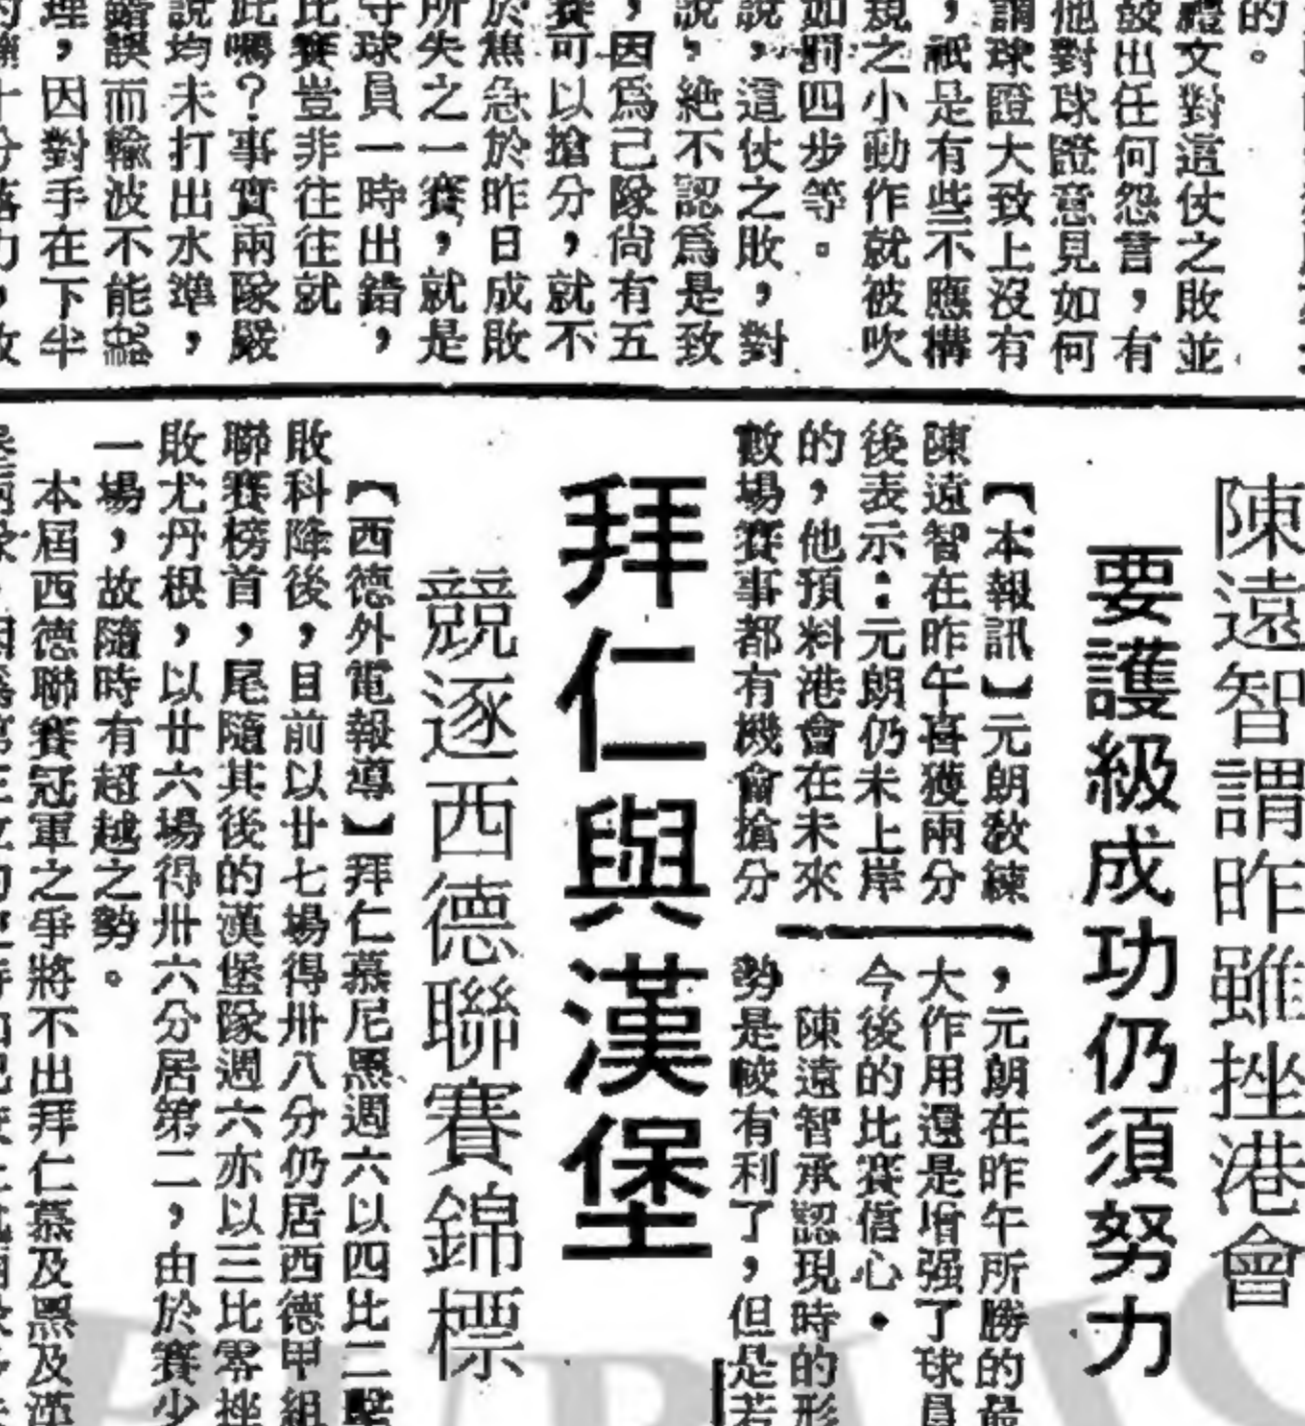 的。
禮文對這仗之敗並
發出任何怨言，有
他對球證意見如何
謂球證大致上沒有
，祇是有些不應構
規之小動作就被吹
如罰四步等。
說，這仗之敗，對
說，絶不認爲是致
，因爲己隊尚有五
賽可以搶分，就不
於焦急於昨日成敗
所失之一賽，就是
守球員一時出錯，
比賽豈非往往就
此嗎？事實兩隊嚴
說均未打出水準，
錯誤而輸波不能
理，因對手在下半
陳遠智謂昨雖挫港會
要護級成功仍須努力
【本報訊】元朗敎練
陳遠智在昨午喜獲兩分
後表示：元朗仍未上岸
的，他預料港會在未來
數場賽事都有機會搶分
，元朗在昨午所勝的最
大作用還是增强了球員
今後的比賽信心．
陳遠智承認現時的形
勢是較有利了，但是若
拜仁與漢堡
競逐西德聯賽錦標
【西德外電報導】拜仁慕尼黑週六以四比二擊
敗科降後，目前以廿七場得卅八分仍居西德甲組
聯賽榜首，尾隨其後的漢堡隊週六亦以三比零挫
敗尤丹根，以廿六場得卅六分居第二，由於賽少
一場，故隨時有超越之勢。
本屆西德聯賽冠軍之爭將不出拜仁慕及黑及漢